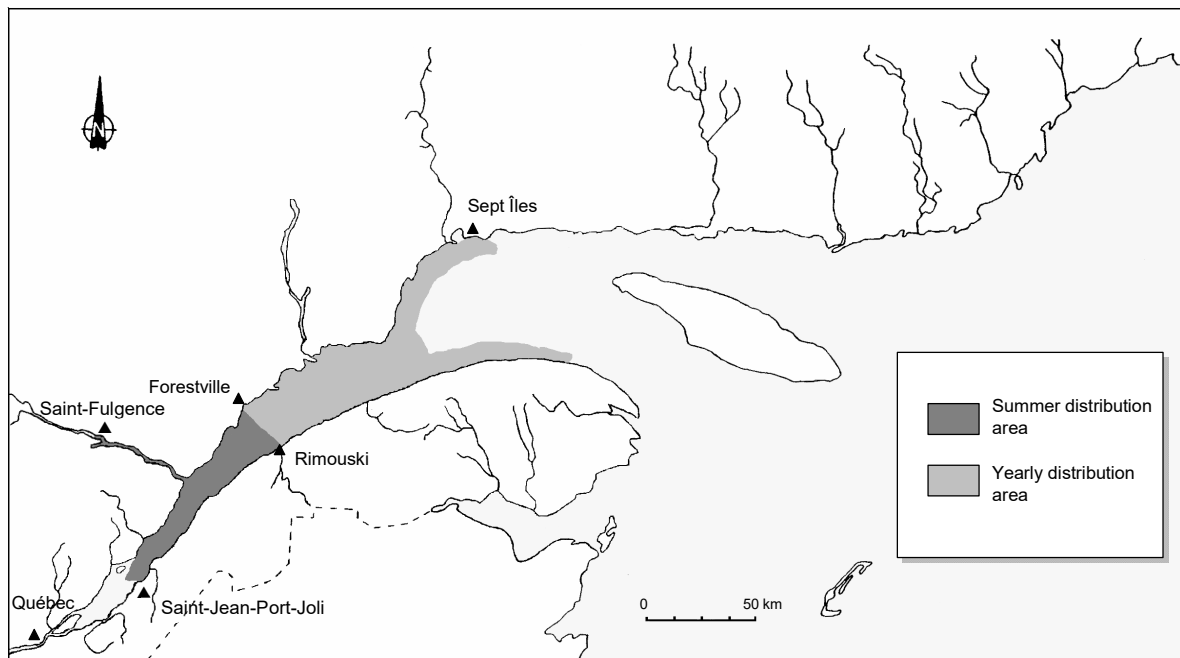 N
Sept Îles
Forestville
Saint-Fulgence
Rimouski
Québec
Saint-Jean-Port-Joli
0 50 km
Summer distribution
area
Yearly distribution
area